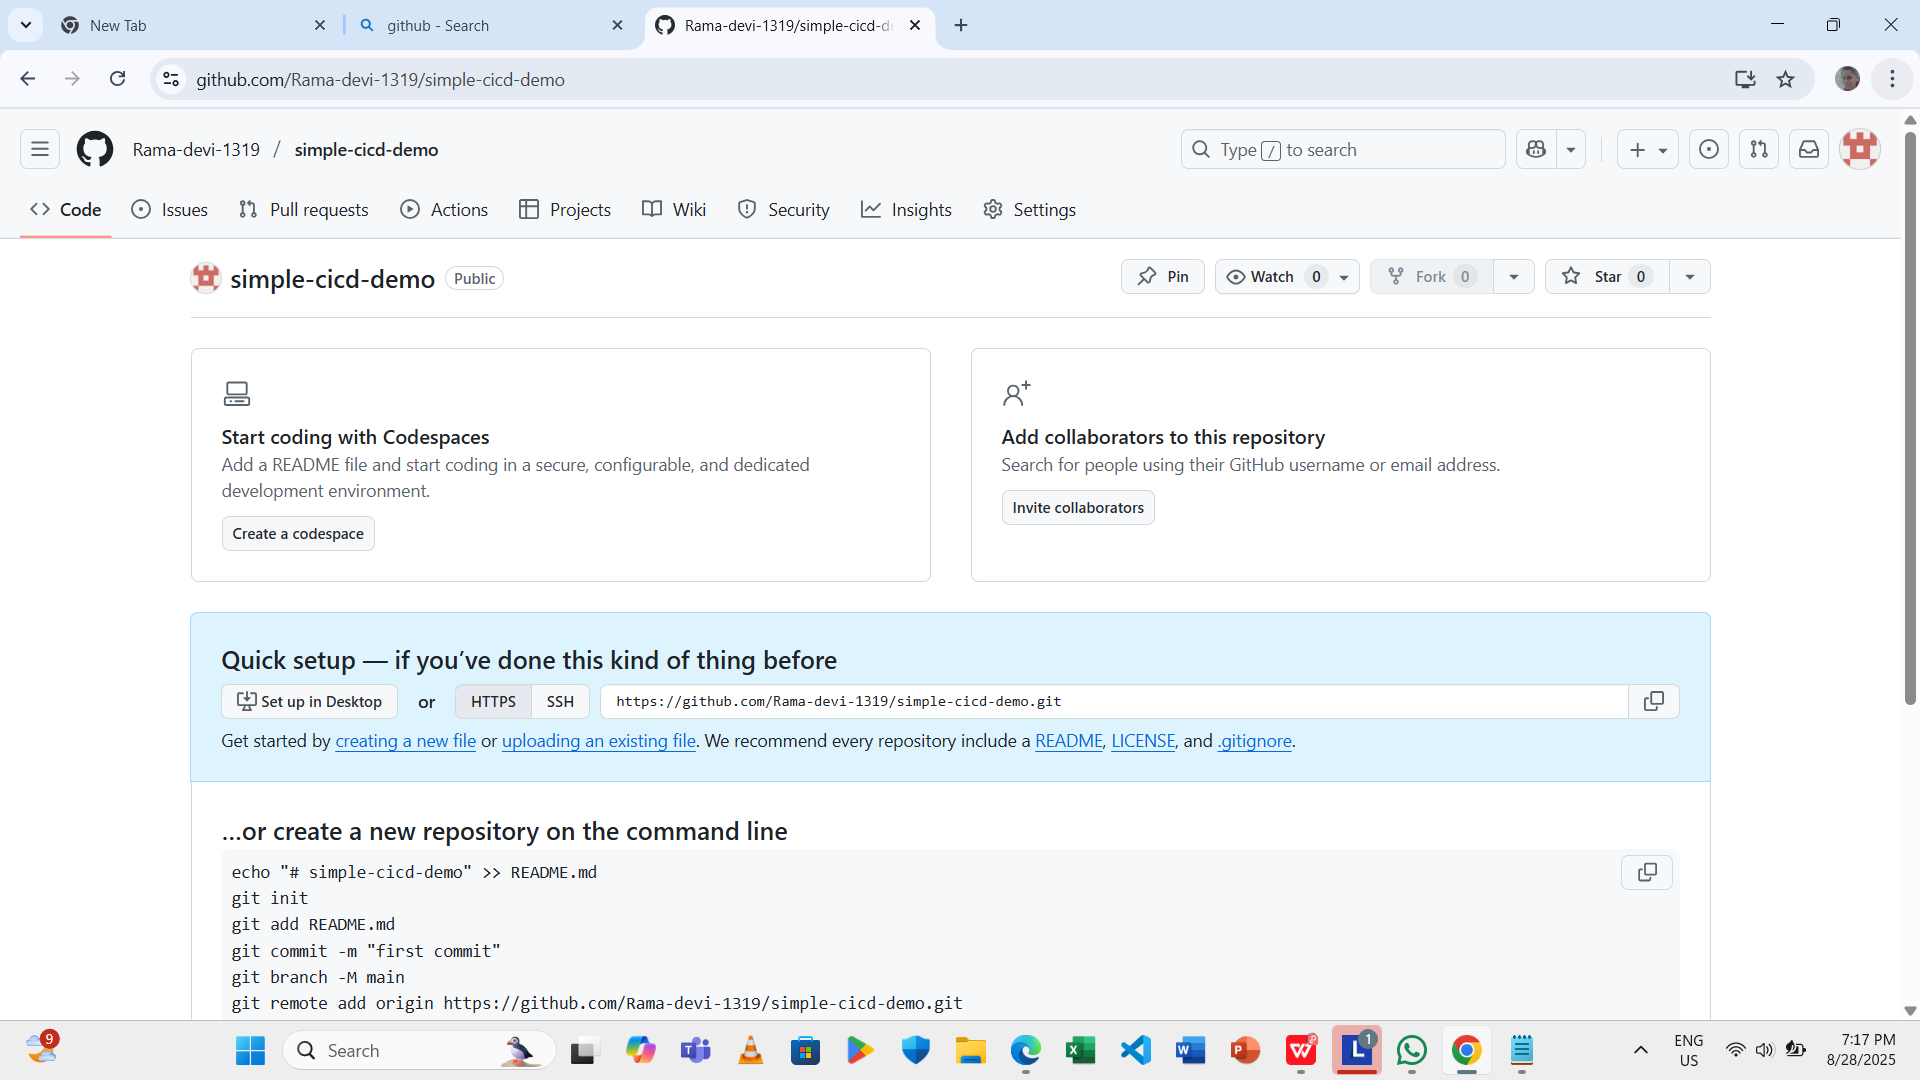 New Tab
github - Search
Rama-devi-1319/simple-cicd-de
github.com/Rama-devi-1319/simple-cicd-demo
Rama-devi-1319 / simple-cicd-demo
Type / to search
Code
Issues
Pull requests
Actions
Projects
Wiki
Security
Insights
Settings
simple-cicd-demo Public
Pin
Watch 0
Fork 0
Star 0
Start coding with Codespaces
Add a README file and start coding in a secure, configurable, and dedicated
development environment.
Create a codespace
Add collaborators to this repository
Search for people using their GitHub username or email address.
Invite collaborators
Quick setup — if you’ve done this kind of thing before
Set up in Desktop or HTTPS SSH https://github.com/Rama-devi-1319/simple-cicd-demo.git
Get started by creating a new file or uploading an existing file. We recommend every repository include a README, LICENSE, and .gitignore.
…or create a new repository on the command line
echo "# simple-cicd-demo" >> README.md
git init
git add README.md
git commit -m "first commit"
git branch -M main
git remote add origin https://github.com/Rama-devi-1319/simple-cicd-demo.git
9
Search
1
ENG
US
7:17 PM
8/28/2025